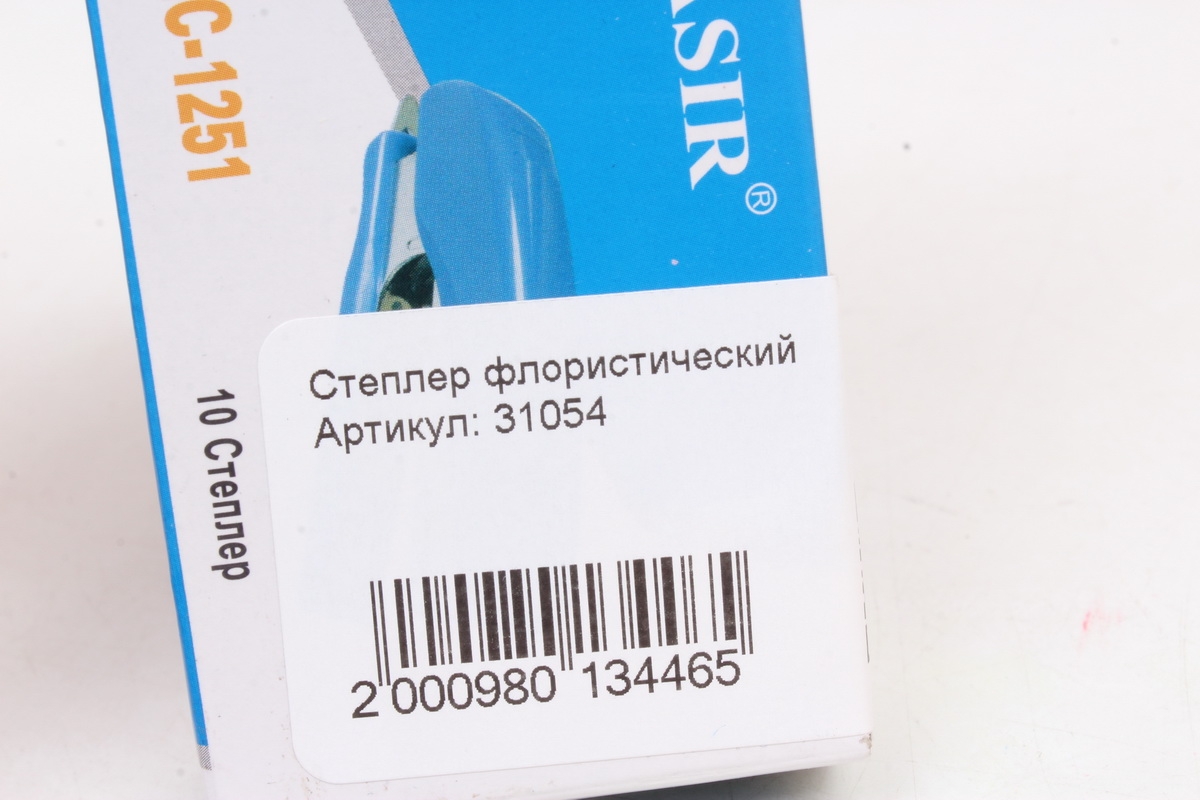 C-1251
ASIR®
10 Степлер
Степлер флористический
Артикул: 31054
2 000980 134465